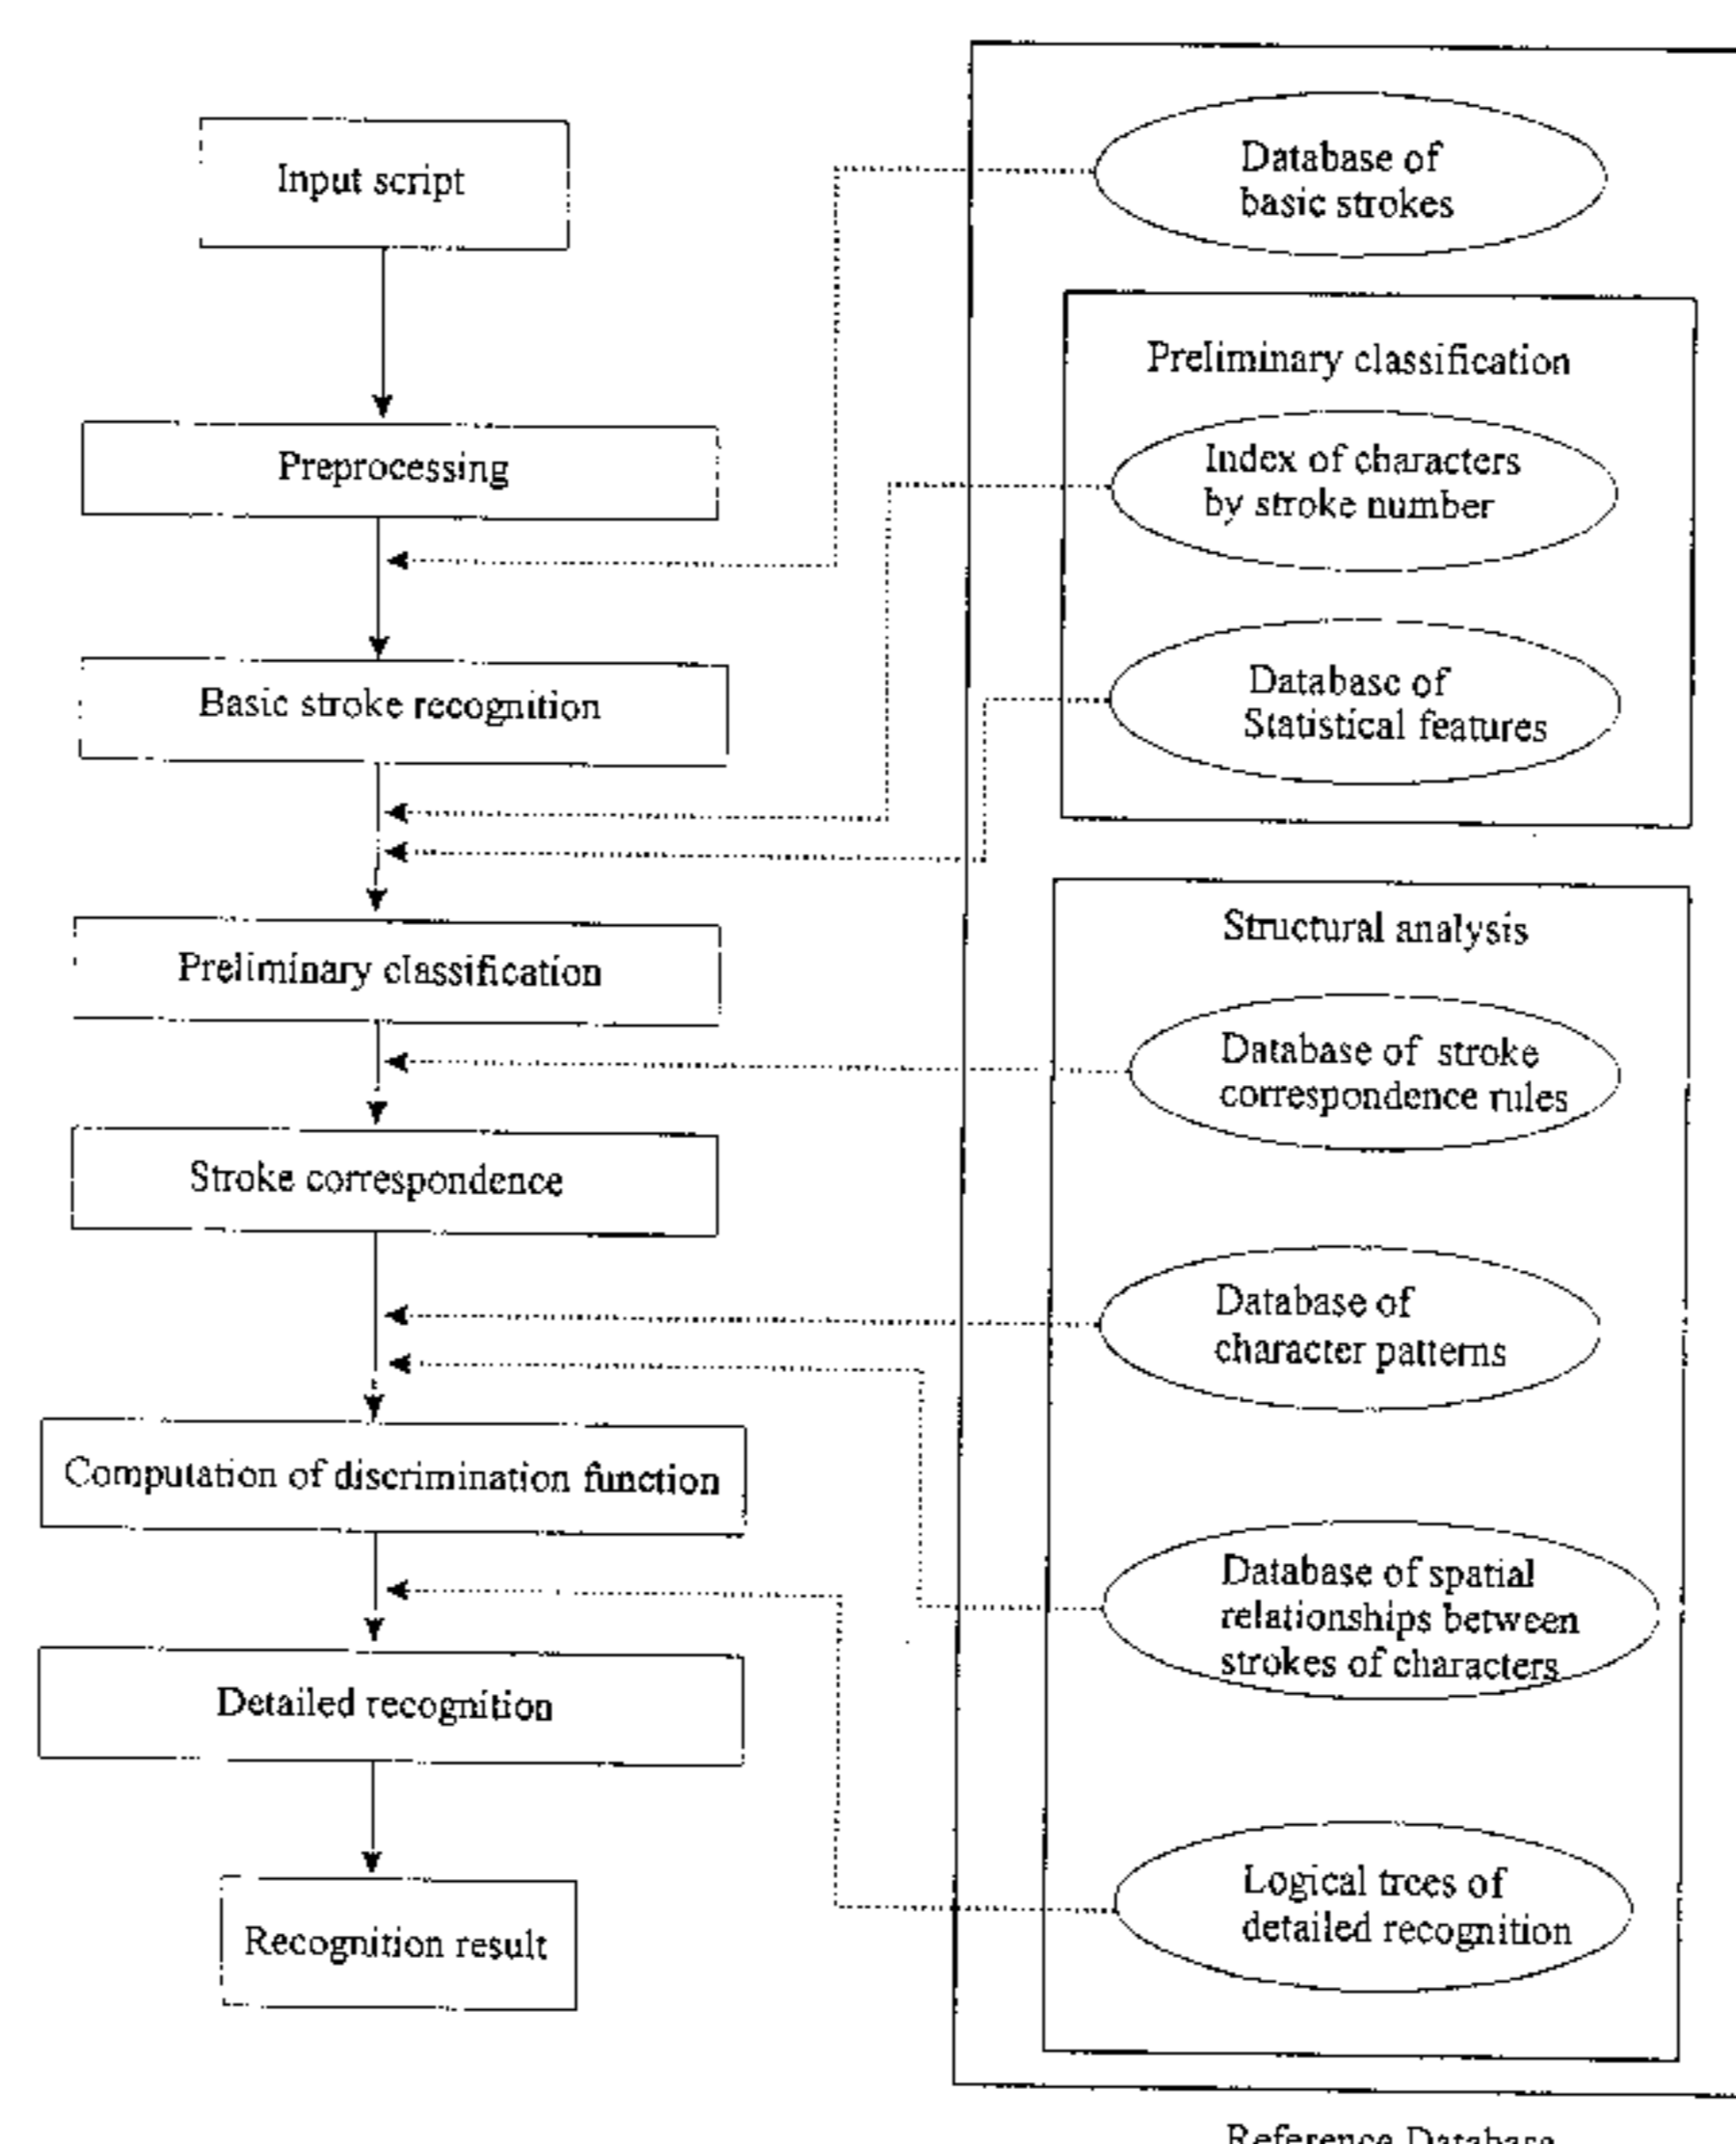 Input script
Preprocessing
Basic stroke recognition
Preliminary classification
Stroke correspondence
Computation of discrimination function
Detailed recognition
Recognition result
Database of
basic strokes
Preliminary classification
Index of characters
by stroke number
Database of
Statistical features
Structural analysis
Database of stroke
correspondence rules
Database of
character patterns
Database of spatial
relationships between
strokes of characters
Logical trees of
detailed recognition
Reference Database